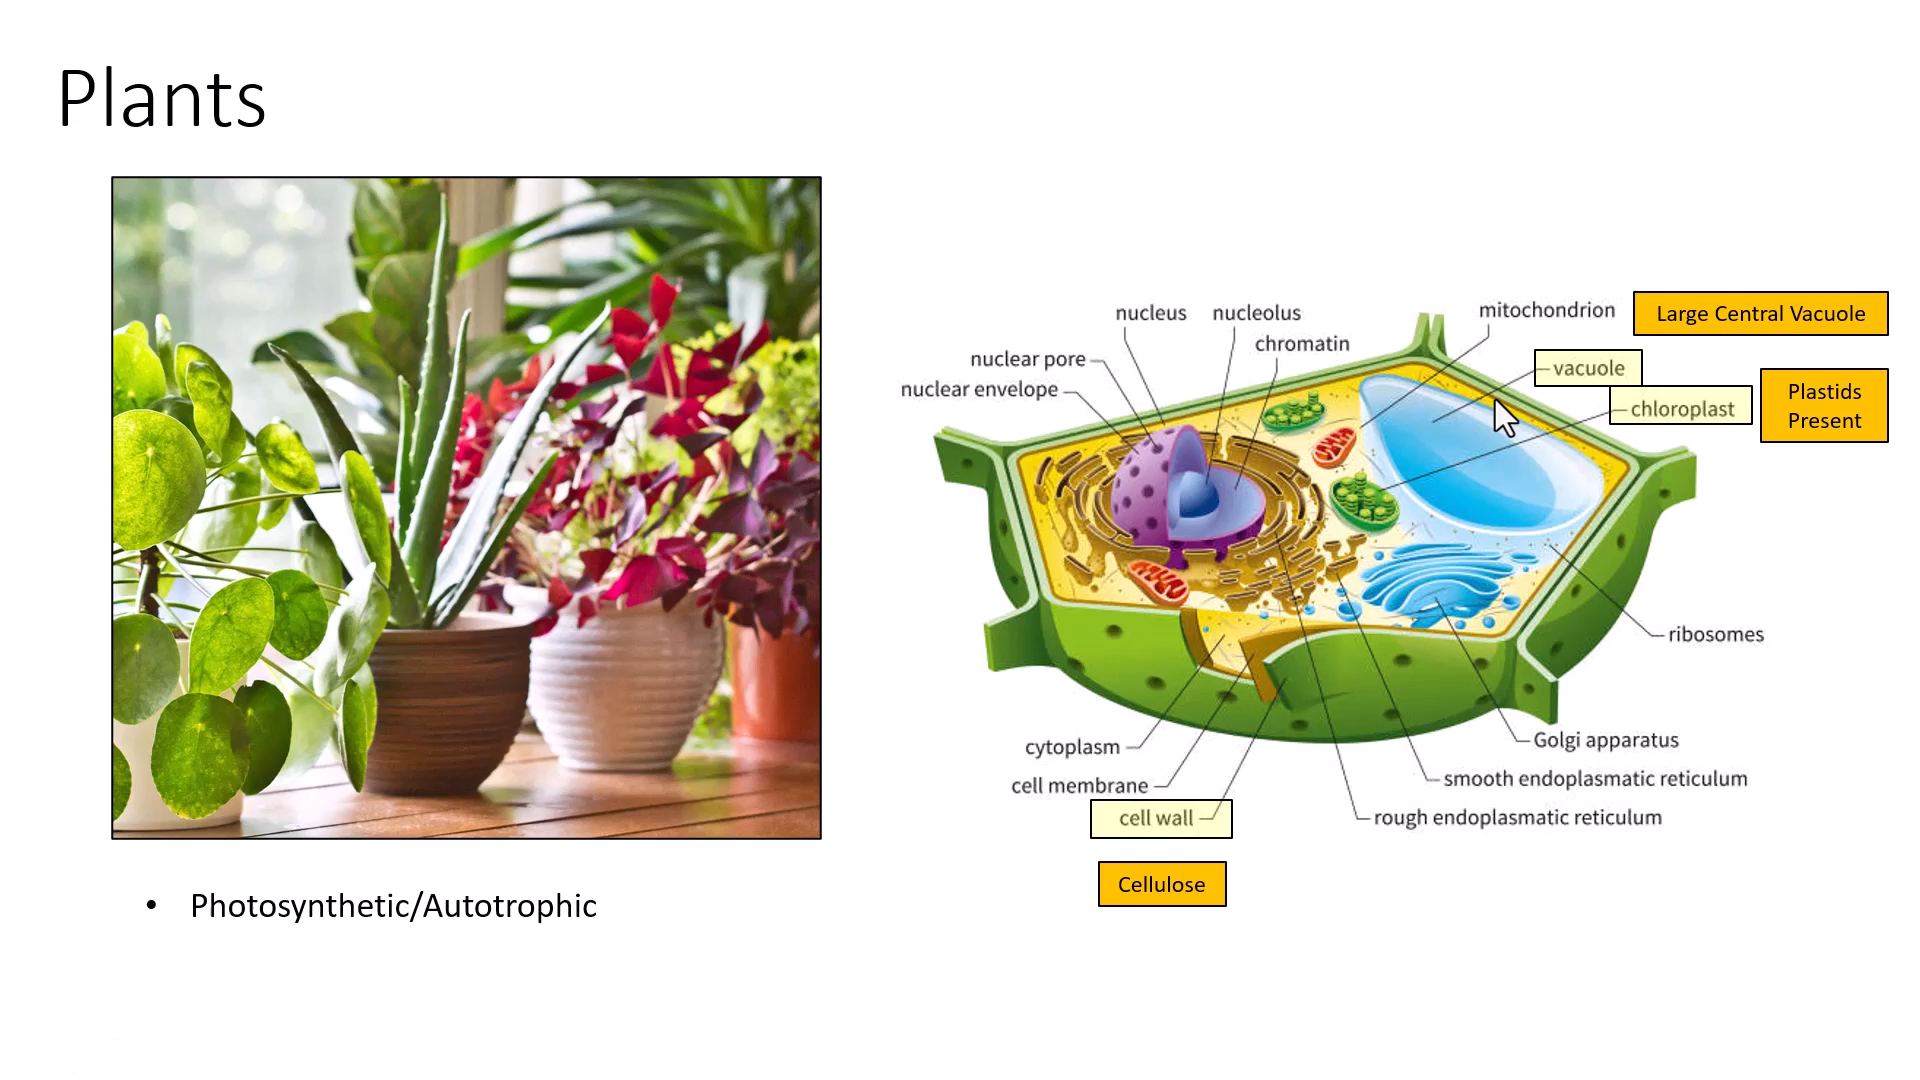 Plants
nucleus
nucleolus
mitochondrion
Large Central Vacuole
chromatin
nuclear pore
vacuole
nuclear envelope
chloroplast
Plastids
Present
ribosomes
cytoplasm
Golgi apparatus
cell membrane
smooth endoplasmatic reticulum
cell wall
rough endoplasmatic reticulum
Cellulose
• Photosynthetic/Autotrophic